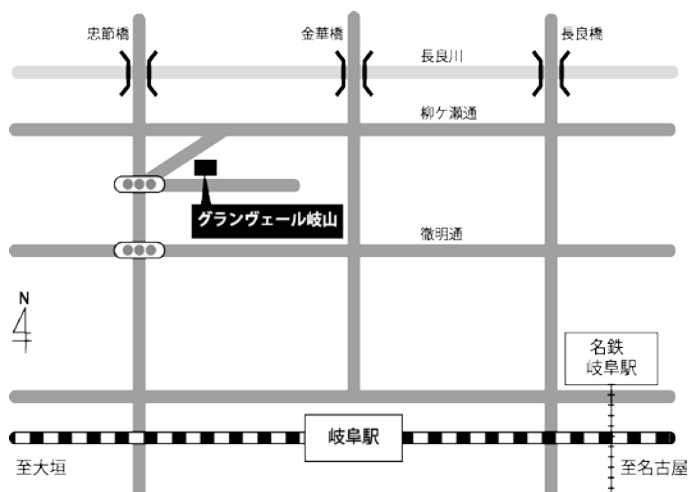 忠節橋
金華橋
長良橋
長良川
柳ケ瀬通
グランヴェール岐山
徹明通
N
名鉄
岐阜駅
岐阜駅
至大垣
至名古屋